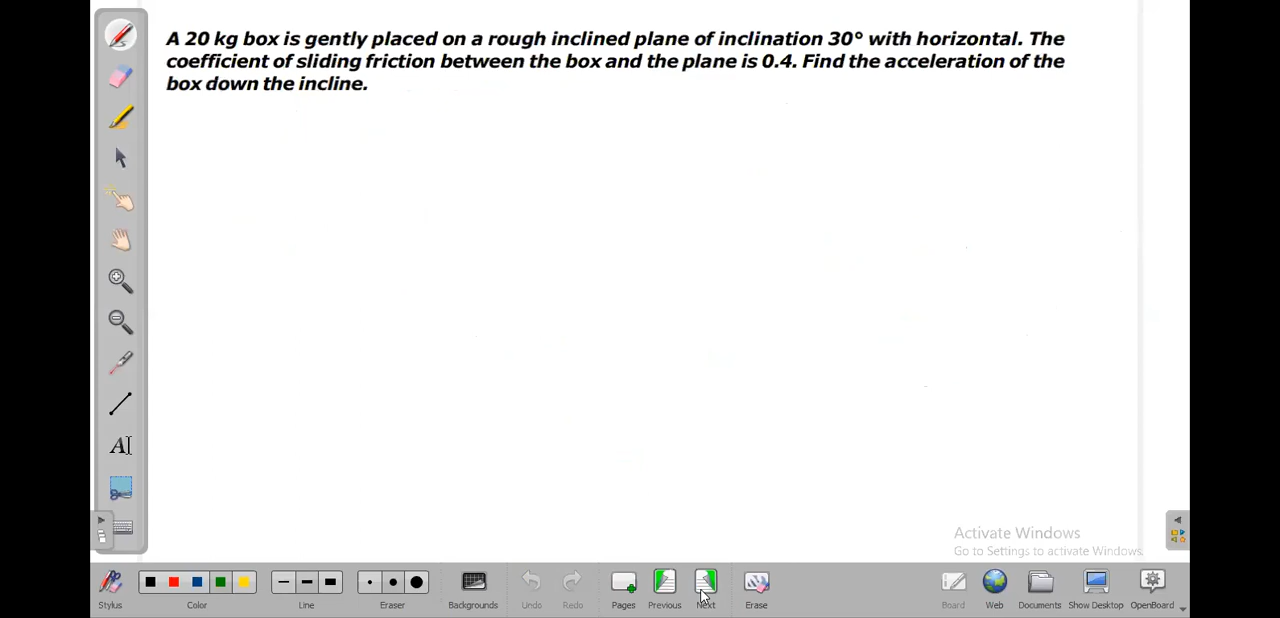 A 20 kg box is gently placed on a rough inclined plane of inclination 30° with horizontal. The
coefficient of sliding friction between the box and the plane is 0.4. Find the acceleration of the
box down the incline.
A
Activate Windows
Go to Settings to activate Windows.
Stylus
Color
Line
Eraser
Backgrounds
Undo
Redo
Pages
Previous
Next
Erase
Board
Web
Documents
Show Desktop
OpenBoard